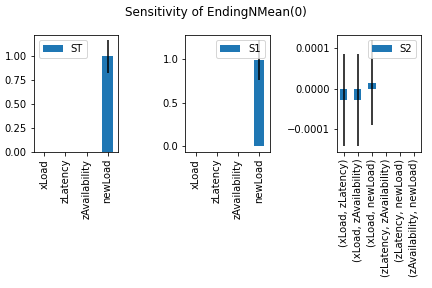 Sensitivity of EndingNMean(0)
ST
1.00
0.75
0.50
0.25
0.00
xLoad
zLatency
zAvailability
newLoad
S1
1.0
0.5
0.0
xLoad
zLatency
zAvailability
newLoad
S2
0.0001
0.0000
−0.0001
(xLoad, zLatency)
(xLoad, zAvailability)
(xLoad, newLoad)
(zLatency, zAvailability)
(zLatency, newLoad)
(zAvailability, newLoad)